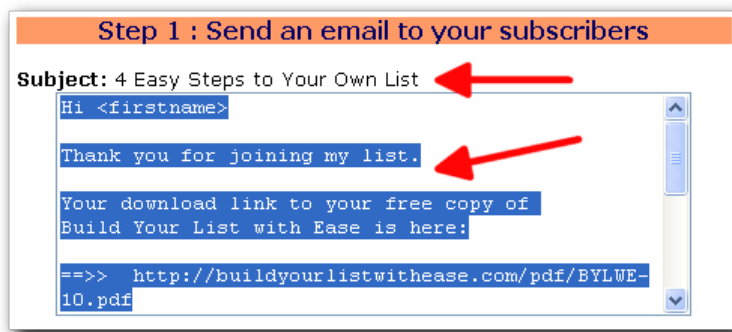 Step 1 : Send an email to your subscribers
Subject: 4 Easy Steps to Your Own List
Hi <firstname>
Thank you for joining my list.
Your download link to your free copy of
Build Your List with Ease is here:
==>>  http://buildyourlistwithease.com/pdf/BYLWE-
10.pdf